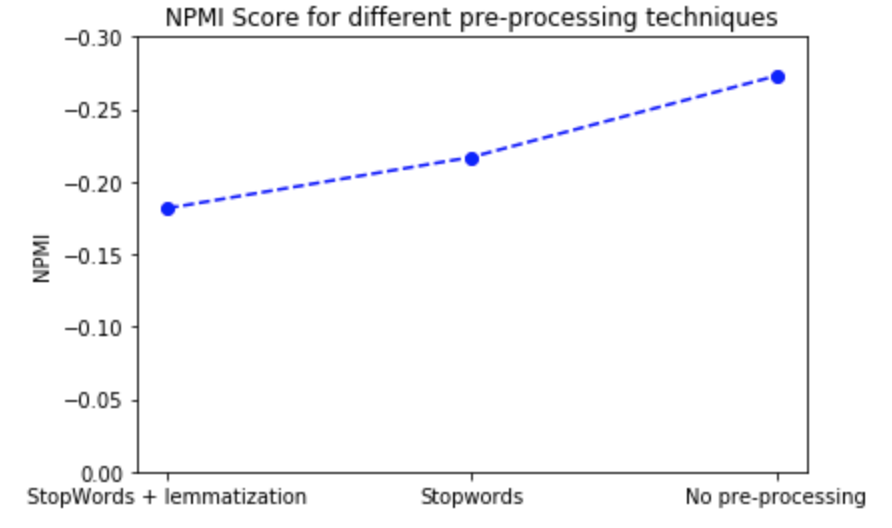 NPMI Score for different pre-processing techniques
−0.30
−0.25
−0.20
−0.15
−0.10
−0.05
0.00
NPMI
StopWords + lemmatization Stopwords No pre-processing